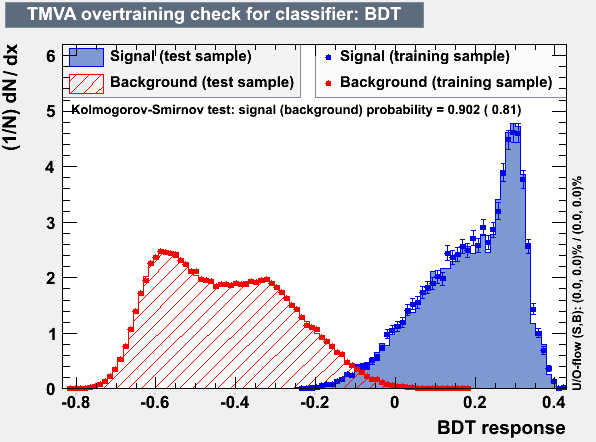 TMVA overtraining check for classifier: BDT
(1/N) dN / dx
Signal (test sample)
Background (test sample)
Signal (training sample)
Background (training sample)
Kolmogorov-Smirnov test: signal (background) probability = 0.902 ( 0.81)
6
5
4
3
2
1
0
-0.8 -0.6 -0.4 -0.2 0 0.2 0.4
BDT response
U/O-flow (S,B): (0.0, 0.0)% / (0.0, 0.0)%